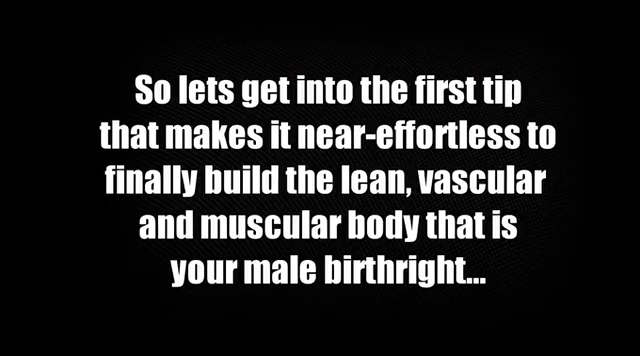 So lets get into the first tip
that makes it near-effortless to
finally build the lean, vascular
and muscular body that is
your male birthright...